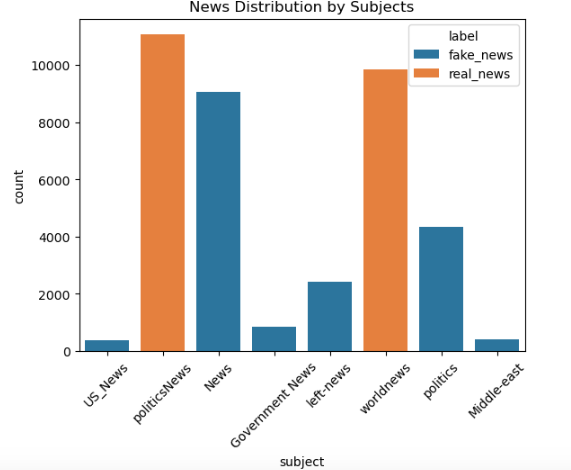 News Distribution by Subjects
label
fake_news
real_news
count
10000
8000
6000
4000
2000
0
US_News
politicsNews
News
Government News
left-news
worldnews
politics
Middle-east
subject